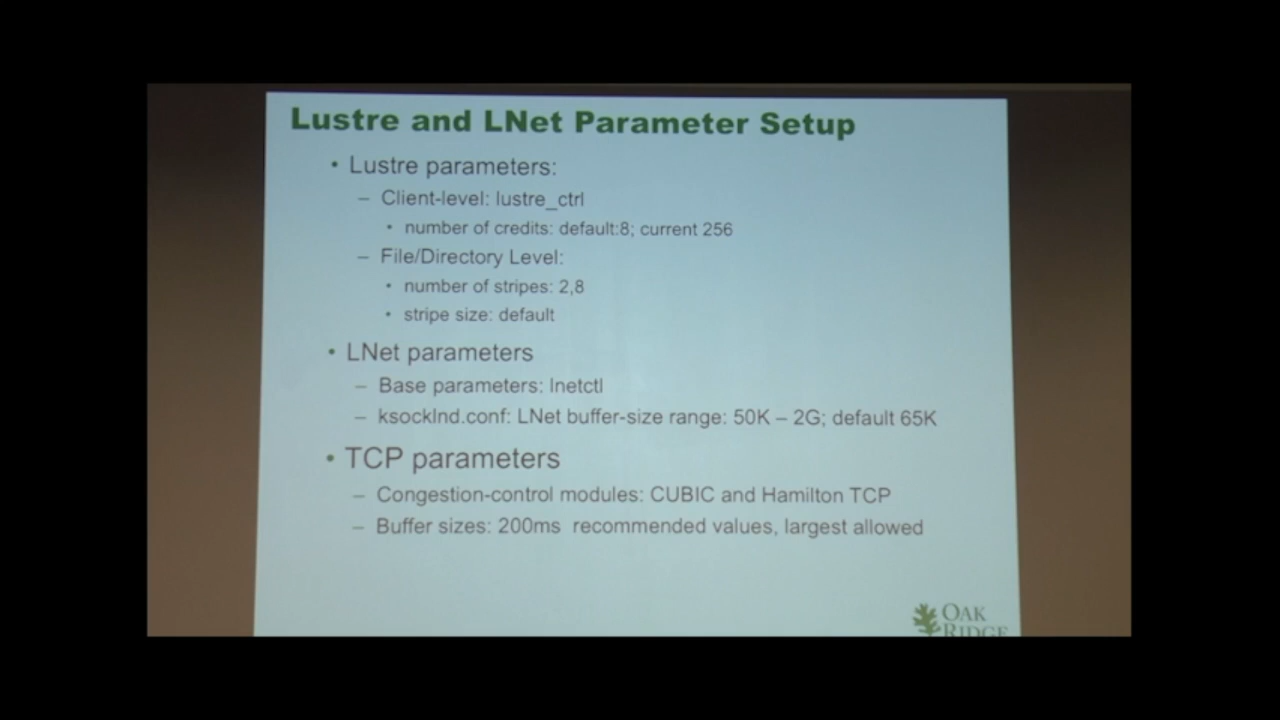 Lustre and LNet Parameter Setup
• Lustre parameters:
– Client-level: lustre_ctrl
• number of credits: default:8; current 256
– File/Directory Level:
• number of stripes: 2,8
• stripe size: default
• LNet parameters
– Base parameters: lnetctl
– ksocklnd.conf: LNet buffer-size range: 50K – 2G; default 65K
• TCP parameters
– Congestion-control modules: CUBIC and Hamilton TCP
– Buffer sizes: 200ms recommended values, largest allowed
OAK
RIDGE